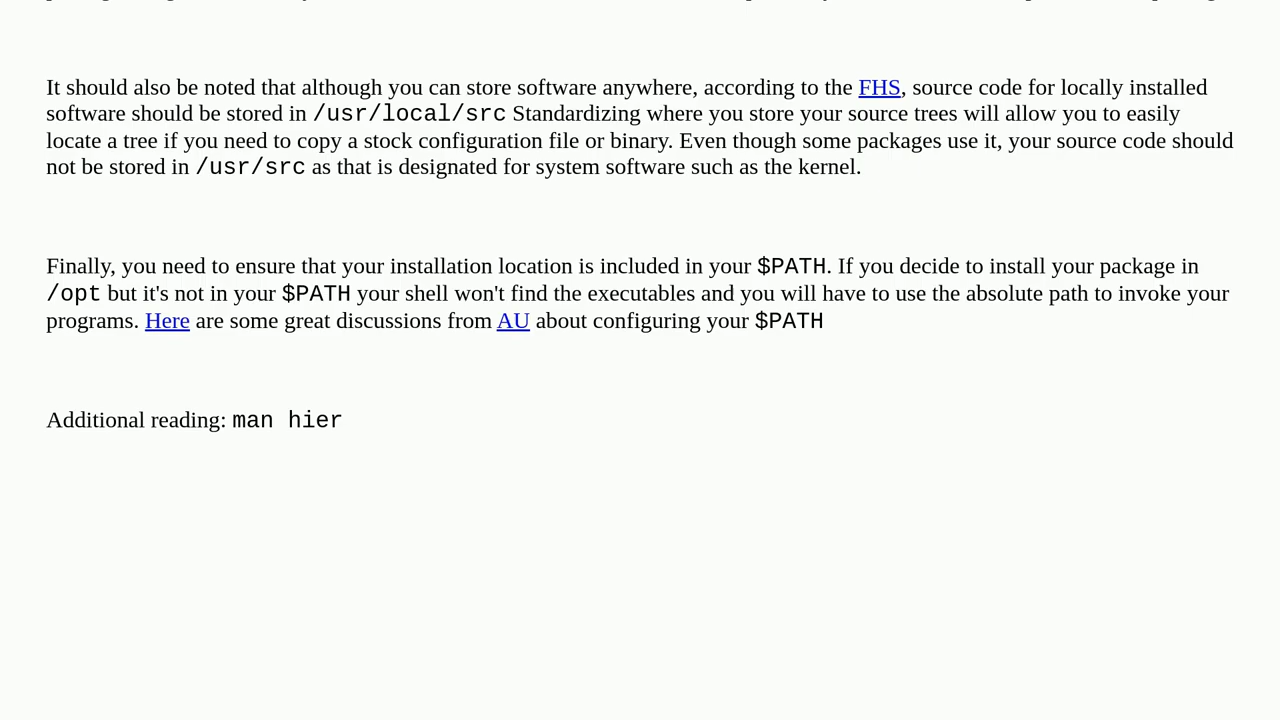 It should also be noted that although you can store software anywhere, according to the FHS, source code for locally installed
software should be stored in /usr/local/src Standardizing where you store your source trees will allow you to easily
locate a tree if you need to copy a stock configuration file or binary. Even though some packages use it, your source code should
not be stored in /usr/src as that is designated for system software such as the kernel.
Finally, you need to ensure that your installation location is included in your $PATH. If you decide to install your package in
/opt but it's not in your $PATH your shell won't find the executables and you will have to use the absolute path to invoke your
programs. Here are some great discussions from AU about configuring your $PATH
Additional reading: man hier